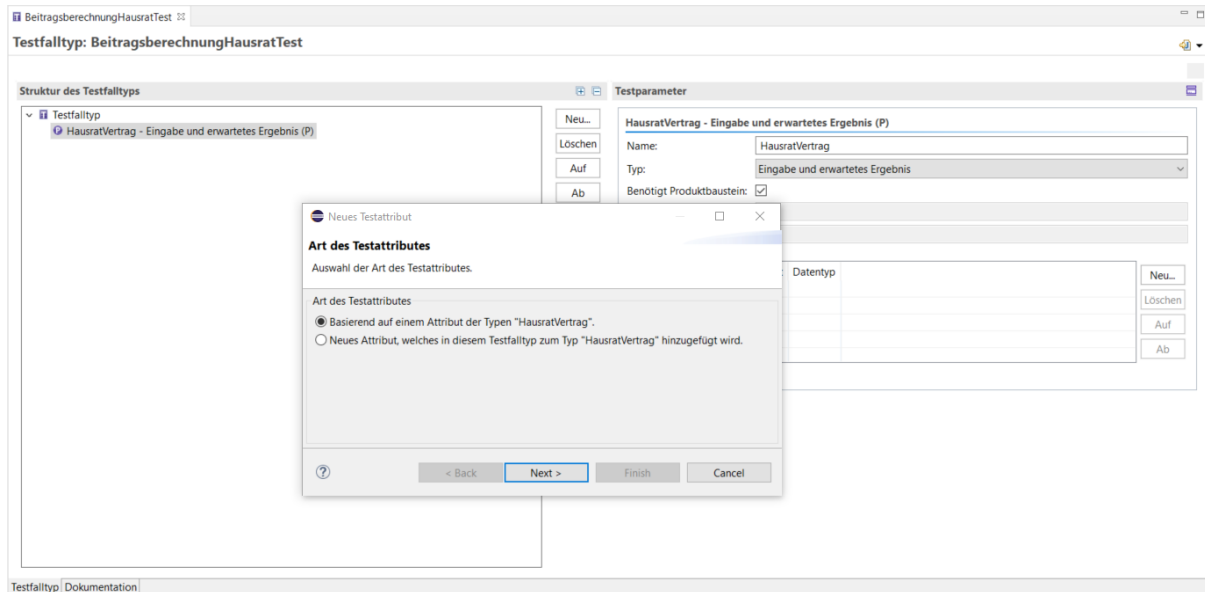 BeitragsberechnungHausratTest
Testfalltyp: BeitragsberechnungHausratTest
Struktur des Testfalltyps
Testfalltyp
HausratVertrag - Eingabe und erwartetes Ergebnis (P)
Neu...
Löschen
Auf
Ab
Testparameter
HausratVertrag - Eingabe und erwartetes Ergebnis (P)
Name: HausratVertrag
Typ: Eingabe und erwartetes Ergebnis
Benötigt Produktbaustein:
Datentyp
Neu...
Löschen
Auf
Ab
Neues Testattribut
Art des Testattributes
Auswahl der Art des Testattributes.
Art des Testattributes
Basierend auf einem Attribut der Typen "HausratVertrag".
Neues Attribut, welches in diesem Testfalltyp zum Typ "HausratVertrag" hinzugefügt wird.
< Back Next > Finish Cancel
Testfalltyp Dokumentation